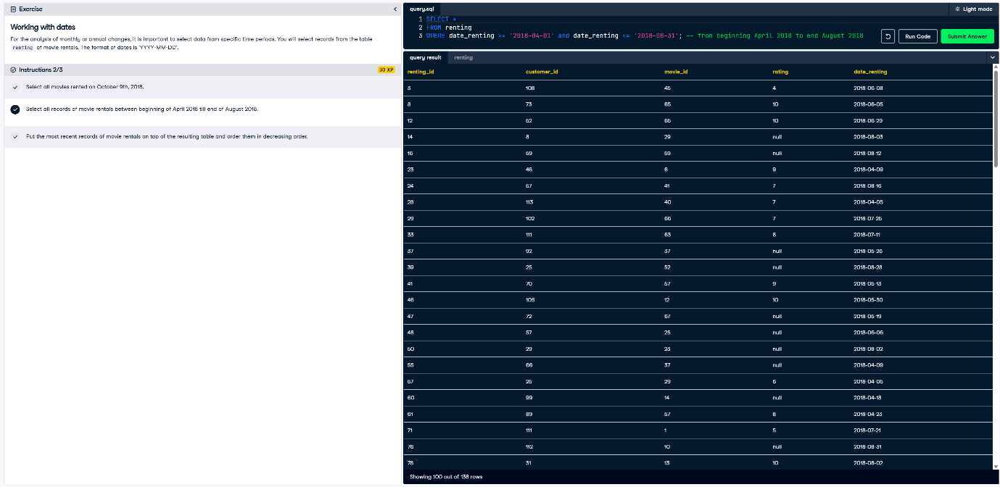 Exercise
Working with dates
For the analysis of monthly or annual changes, it is important to select data from specific time periods. You will select records from the table
renting of movie rentals. The format of dates is 'YYYY-MM-DD'.
Instructions 2/3
30 XP
Select all movies rented on October 9th, 2018.
Select all records of movie rentals between beginning of April 2018 till end of August 2018.
Put the most recent records of movie rentals on top of the resulting table and order them in decreasing order.
query.sql
Light mode
1 SELECT *
2 FROM renting
3 WHERE date_renting >= '2018-04-01' and date_renting <= '2018-08-31'; -- from beginning April 2018 to end August 2018
Run Code
Submit Answer
query result renting
renting_id customer_id movie_id rating date_renting
3 108 45 4 2018-06-08
8 73 65 10 2018-06-05
12 52 65 10 2018-06-29
14 8 29 null 2018-08-03
16 59 59 null 2018-08-12
23 46 6 9 2018-04-09
24 57 41 7 2018-08-16
28 113 40 7 2018-04-05
29 102 66 7 2018-07-25
33 111 63 8 2018-07-11
37 92 37 null 2018-05-26
39 25 52 null 2018-08-28
41 70 57 9 2018-05-13
46 105 12 10 2018-05-30
47 72 67 null 2018-05-19
48 57 25 null 2018-06-06
50 29 23 null 2018-08-02
55 66 37 null 2018-04-09
57 25 29 6 2018-04-05
60 99 14 null 2018-04-18
61 89 57 8 2018-04-23
71 111 1 5 2018-07-21
76 112 10 null 2018-08-31
78 31 13 10 2018-08-02
Showing 100 out of 138 rows